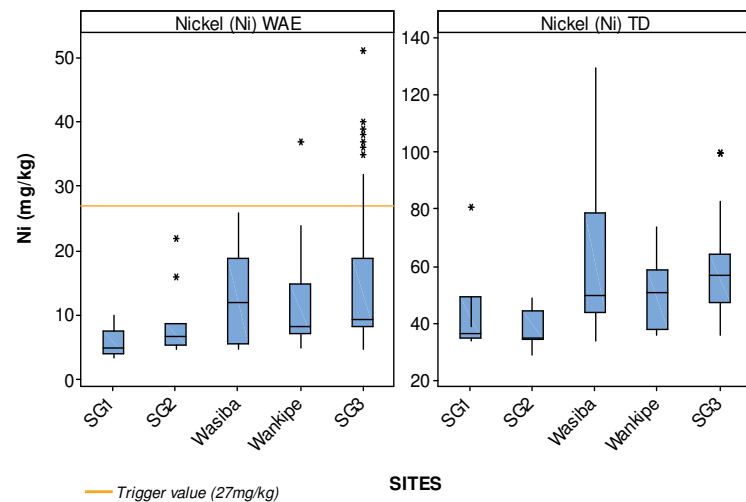 Nickel (Ni) WAE
Nickel (Ni) TD
Ni (mg/kg)
50
40
30
20
10
0
140
120
100
80
60
40
20
SG1
SG2
Wasiba
Wankipe
SG3
SG1
SG2
Wasiba
Wankipe
SG3
SITES
Trigger value (27mg/kg)